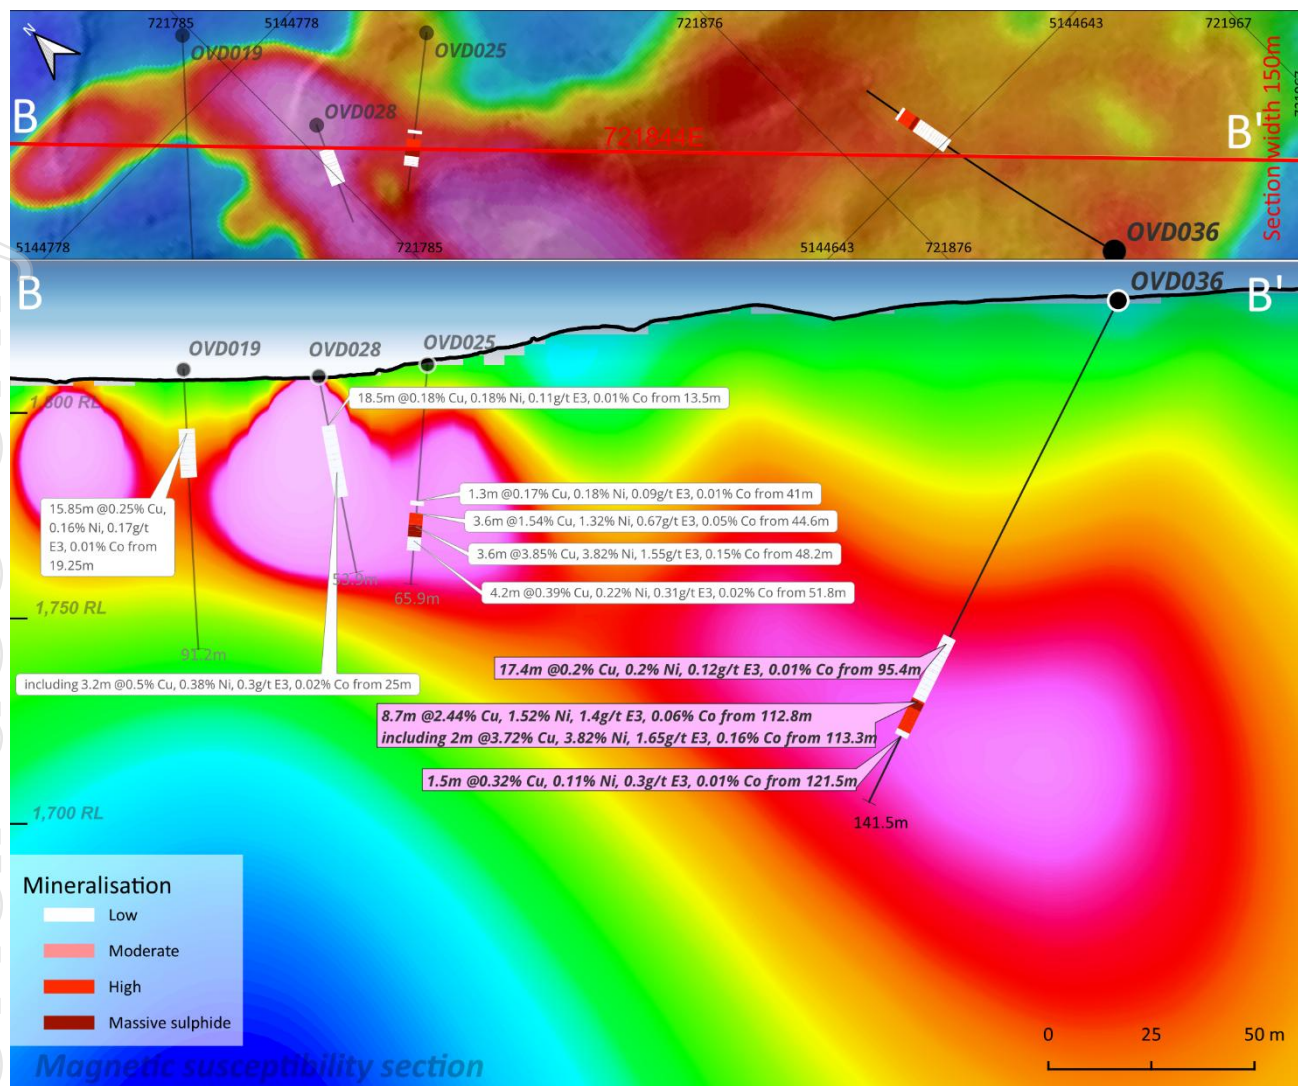 721785
5144778
721876
5144643
721967
N
OVD019
OVD025
OVD028
B
721844E
B'
Section width 150m
721967
OVD036
5144778
721785
5144643
721876
B
OVD036
B'
OVD019
OVD028
OVD025
1,800 RL
18.5m @0.18% Cu, 0.18% Ni, 0.11g/t E3, 0.01% Co from 13.5m
1.3m @0.17% Cu, 0.18% Ni, 0.09g/t E3, 0.01% Co from 41m
15.85m @0.25% Cu,
0.16% Ni, 0.17g/t
E3, 0.01% Co from
19.25m
3.6m @1.54% Cu, 1.32% Ni, 0.67g/t E3, 0.05% Co from 44.6m
3.6m @3.85% Cu, 3.82% Ni, 1.55g/t E3, 0.15% Co from 48.2m
53.9m
65.9m
4.2m @0.39% Cu, 0.22% Ni, 0.31g/t E3, 0.02% Co from 51.8m
1,750 RL
91.2m
including 3.2m @0.5% Cu, 0.38% Ni, 0.3g/t E3, 0.02% Co from 25m
17.4m @0.2% Cu, 0.2% Ni, 0.12g/t E3, 0.01% Co from 95.4m
8.7m @2.44% Cu, 1.52% Ni, 1.4g/t E3, 0.06% Co from 112.8m
including 2m @3.72% Cu, 3.82% Ni, 1.65g/t E3, 0.16% Co from 113.3m
1.5m @0.32% Cu, 0.11% Ni, 0.3g/t E3, 0.01% Co from 121.5m
1,700 RL
141.5m
Mineralisation
Low
Moderate
High
Massive sulphide
0 25 50 m
Magnetic susceptibility section